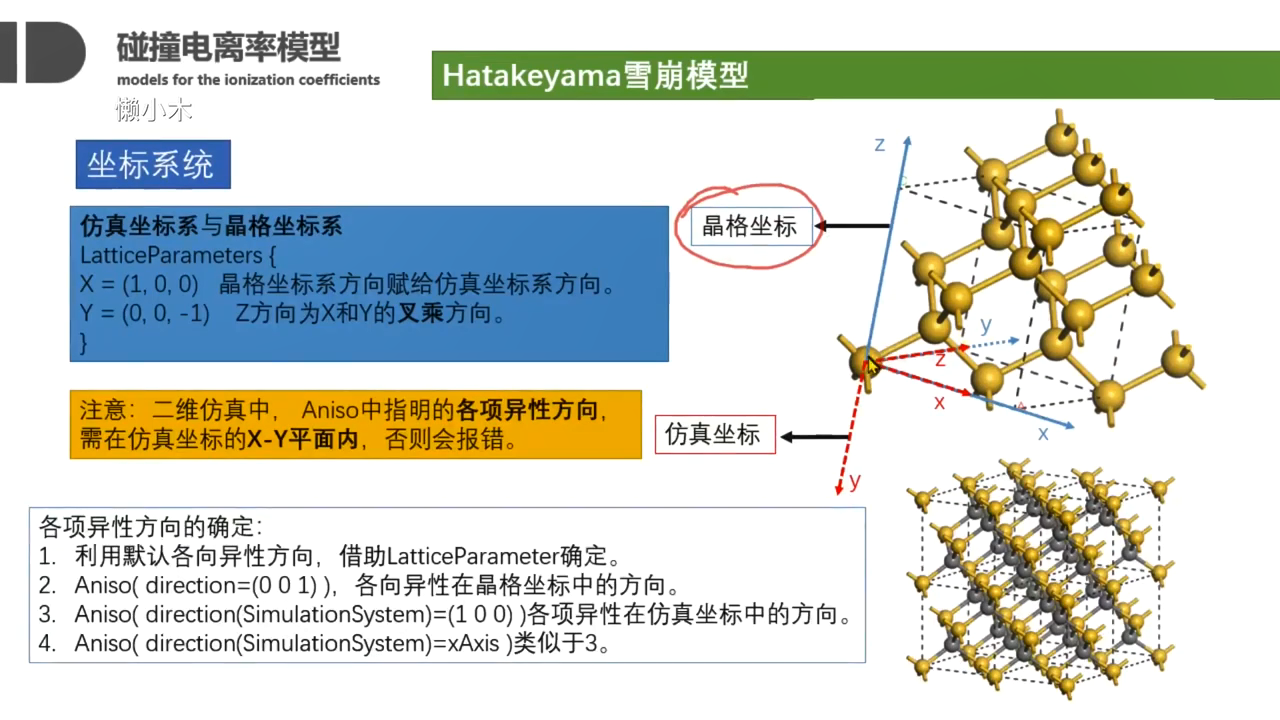 碰撞电离率模型
models for the ionization coefficients
懒小木
Hatakeyama雪崩模型
坐标系统
仿真坐标系与晶格坐标系
LatticeParameters {
X = (1, 0, 0) 晶格坐标系方向赋给仿真坐标系方向。
Y = (0, 0, -1) Z方向为X和Y的叉乘方向。
}
注意：二维仿真中， Aniso中指明的各项异性方向，
需在仿真坐标的X-Y平面内，否则会报错。
晶格坐标
仿真坐标
z
y
z
x
x
y
各项异性方向的确定：
1. 利用默认各向异性方向，借助LatticeParameter确定。
2. Aniso( direction=(0 0 1) )，各向异性在晶格坐标中的方向。
3. Aniso( direction(SimulationSystem)=(1 0 0) )各项异性在仿真坐标中的方向。
4. Aniso( direction(SimulationSystem)=xAxis )类似于3。